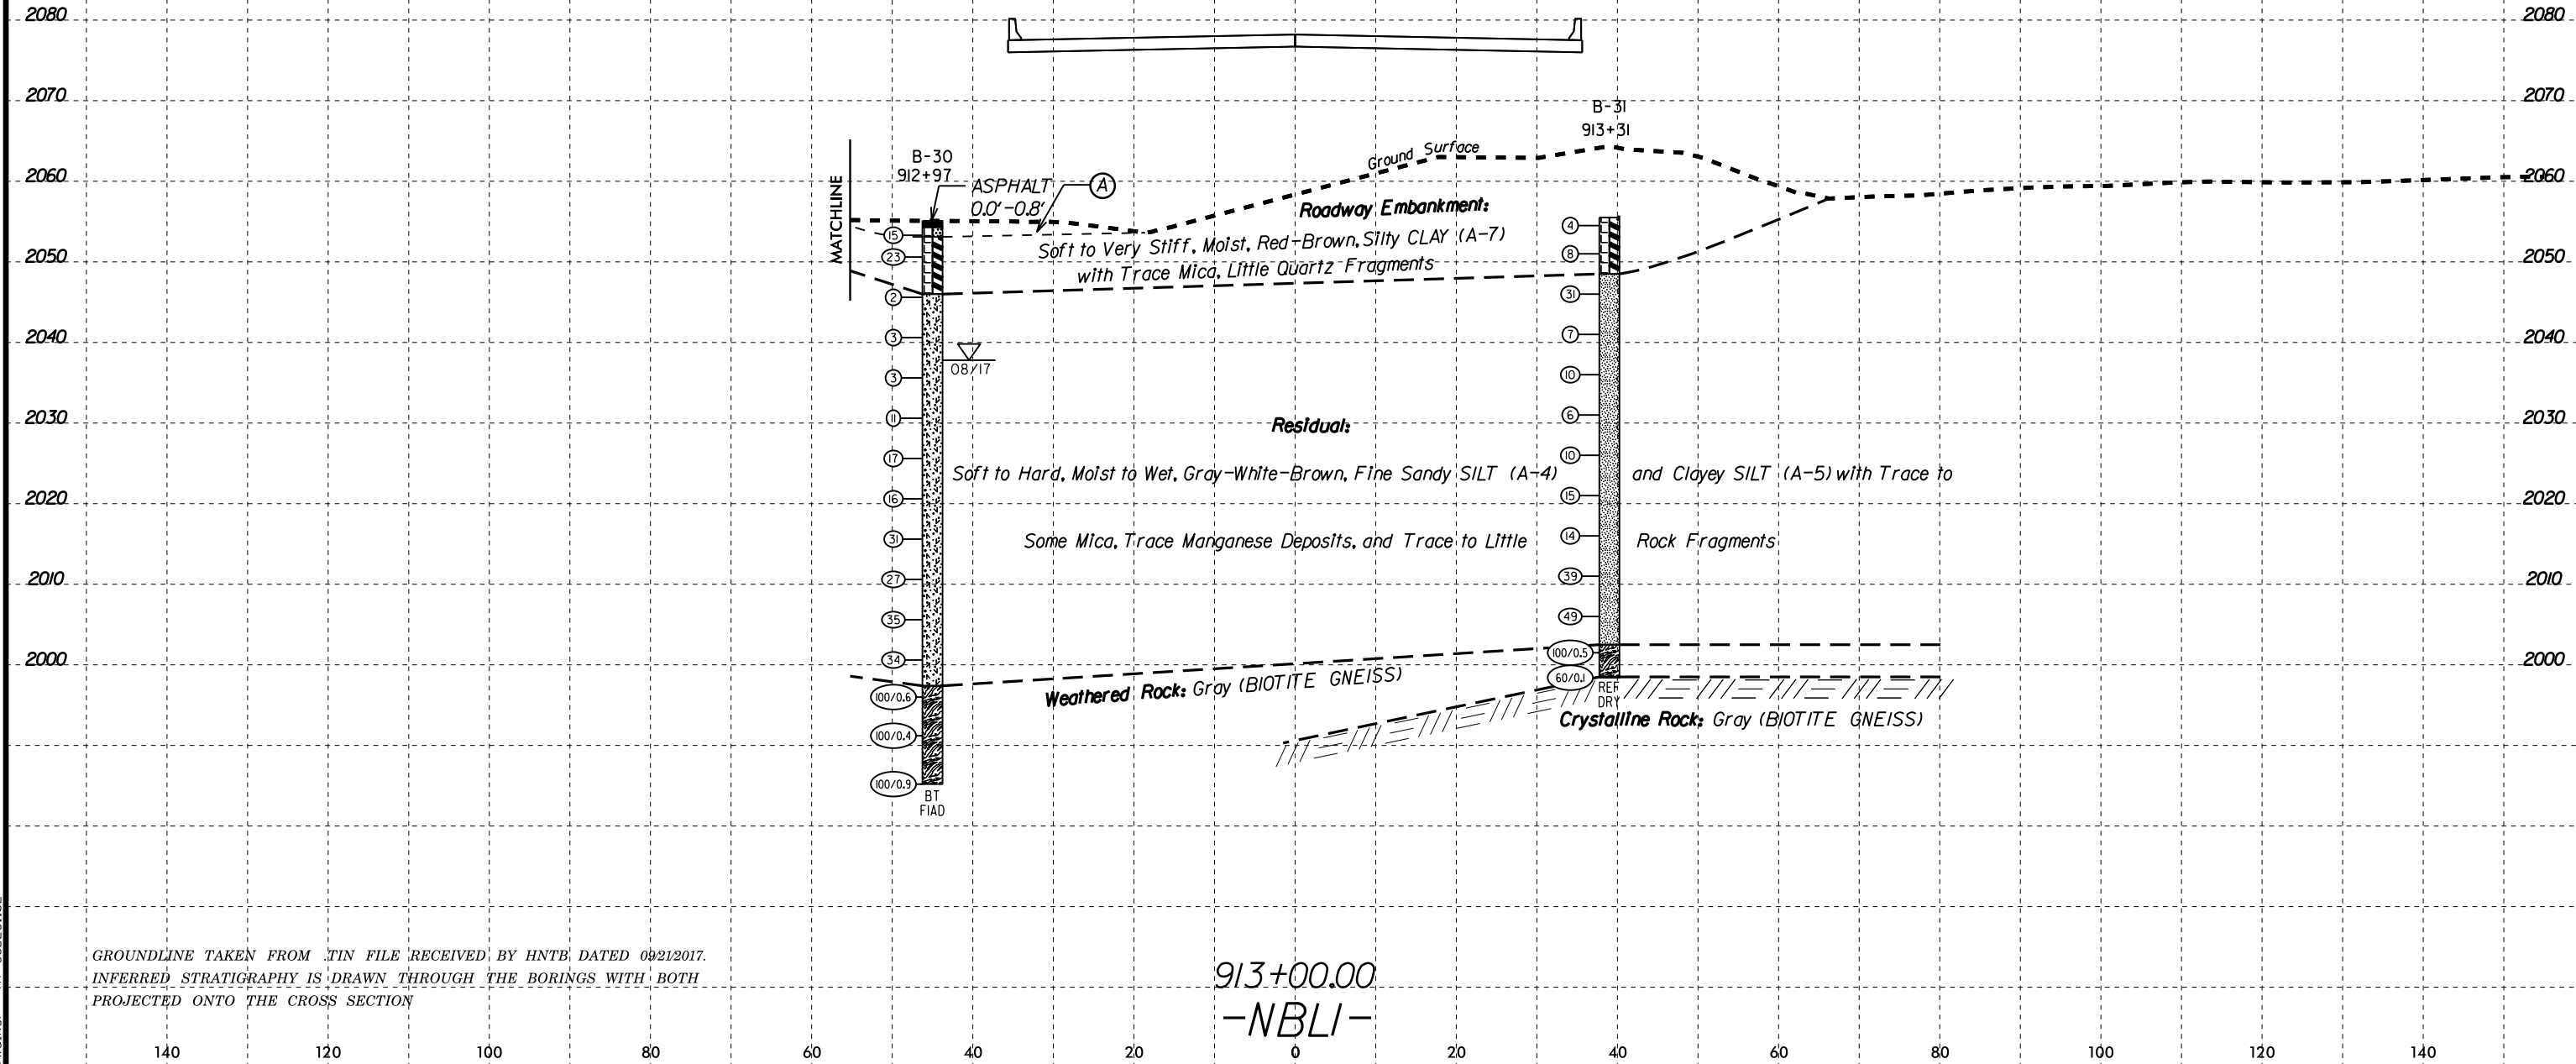 2080 2080
2070 2070
B-31
913+31
Ground Surface
B-30
912+97
2060 2060
MATCHLINE
ASPHALT
0.0'-0.8'
A
Roadway Embankment:
Soft to Very Stiff, Moist, Red-Brown, Silty CLAY (A-7)
with Trace Mica, Little Quartz Fragments
15
23
4
8
2050 2050
2
31
3
7
2040 2040
08/17
3
10
11
6
2030 2030
Residual:
17
10
Soft to Hard, Moist to Wet, Gray-White-Brown, Fine Sandy SILT (A-4) and Clayey SILT (A-5) with Trace to
16
15
2020 2020
Some Mica, Trace Manganese Deposits, and Trace to Little Rock Fragments
31
14
27
39
2010 2010
35
49
34
100/0.5
2000 2000
60/0.1
REF
DRY
Weathered Rock: Gray (BIOTITE GNEISS)
100/0.6
Crystalline Rock: Gray (BIOTITE GNEISS)
100/0.4
100/0.9
BT
FIAD
GROUNDLINE TAKEN FROM .TIN FILE RECEIVED BY HNTB DATED 09/21/2017.
INFERRED STRATIGRAPHY IS DRAWN THROUGH THE BORINGS WITH BOTH
PROJECTED ONTO THE CROSS SECTION
913+00.00
-NBL1-
140 120 100 80 60 40 20 0 20 40 60 80 100 120 140